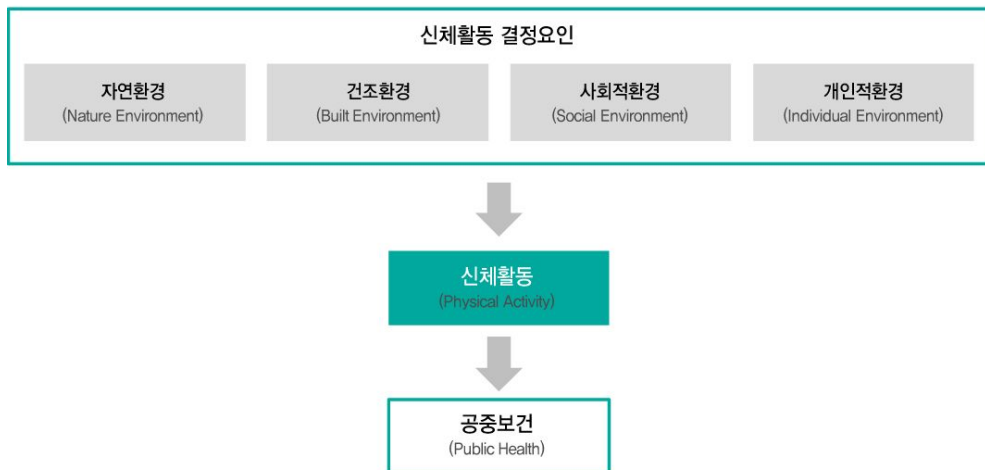 신체활동 결정요인
자연환경
(Nature Environment)
건조환경
(Built Environment)
사회적환경
(Social Environment)
개인적환경
(Individual Environment)
신체활동
(Physical Activity)
공중보건
(Public Health)